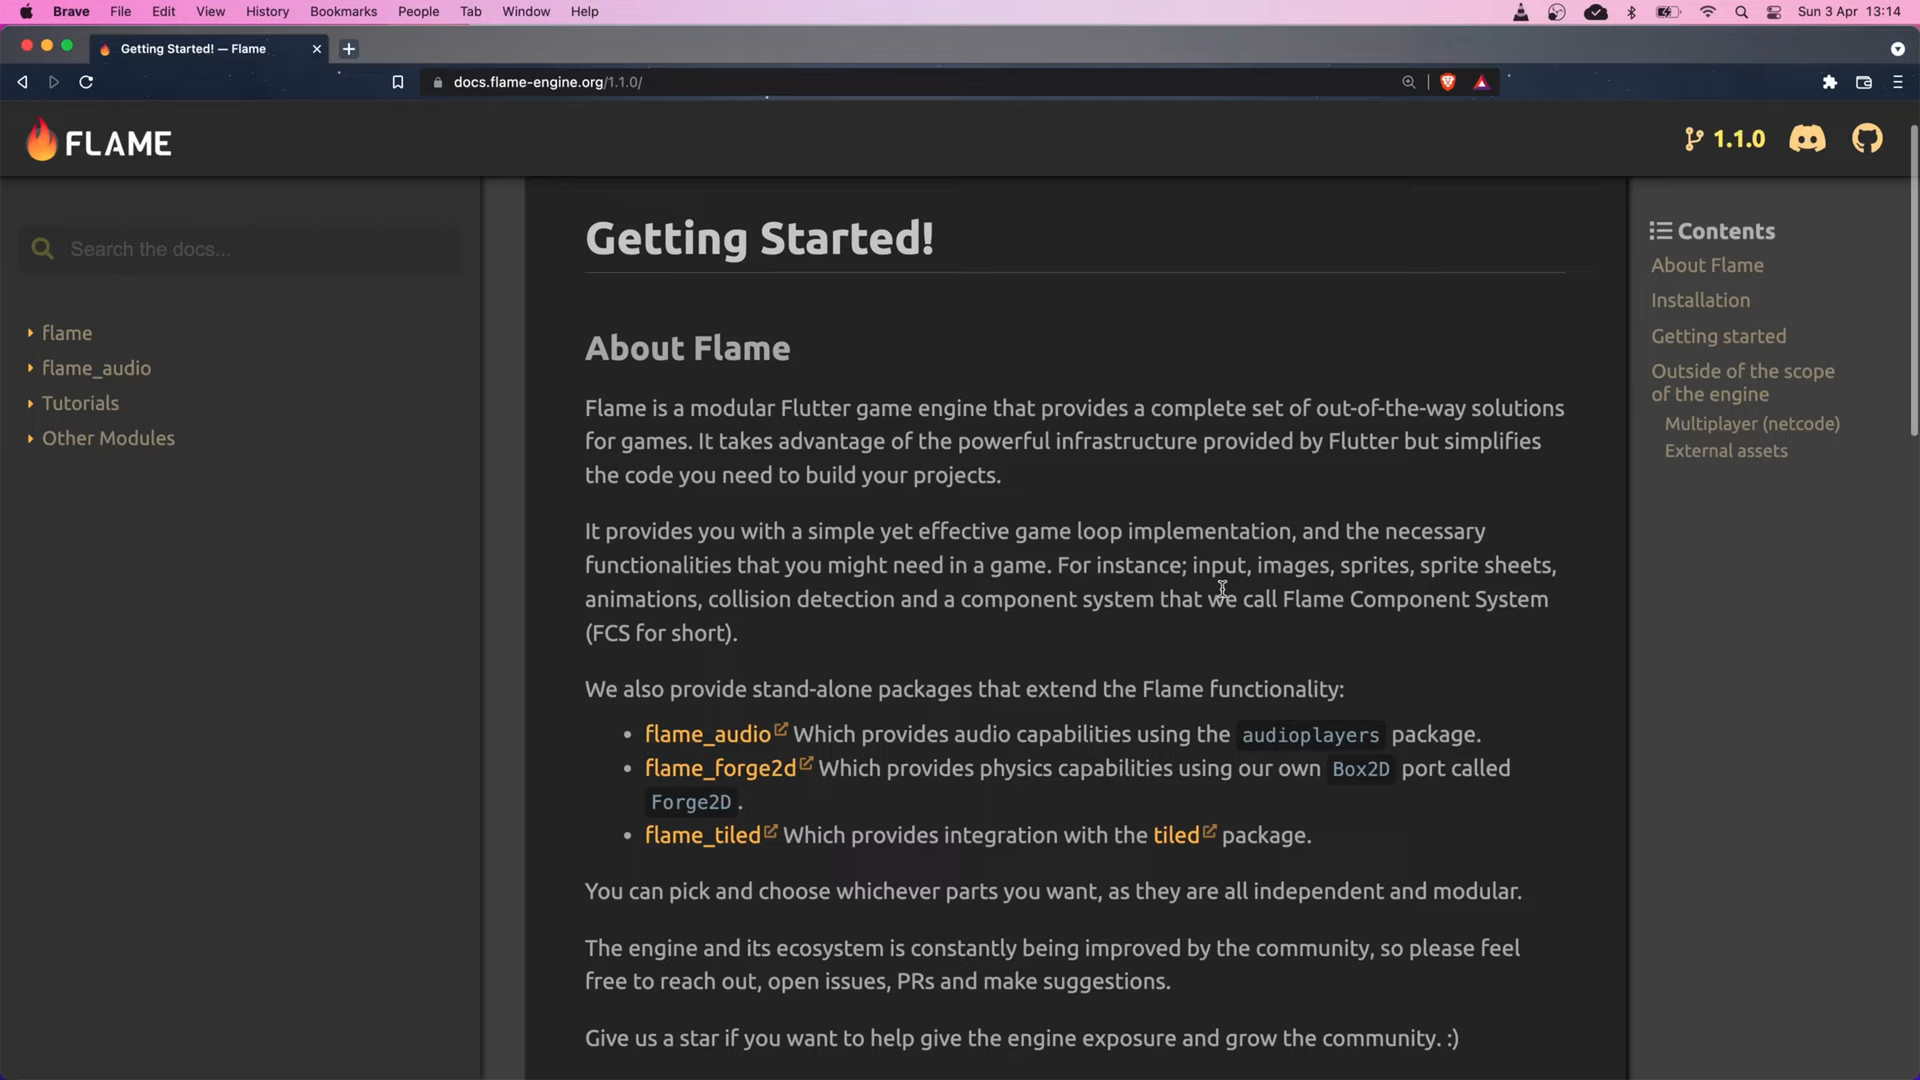 Brave File Edit View History Bookmarks People Tab Window Help Sun 3 Apr 13:14
Getting Started! — Flame
docs.flame-engine.org/1.1.0/
FLAME
1.1.0
Search the docs...
flame
flame_audio
Tutorials
Other Modules
Getting Started!
About Flame
Flame is a modular Flutter game engine that provides a complete set of out-of-the-way solutions
for games. It takes advantage of the powerful infrastructure provided by Flutter but simplifies
the code you need to build your projects.
It provides you with a simple yet effective game loop implementation, and the necessary
functionalities that you might need in a game. For instance; input, images, sprites, sprite sheets,
animations, collision detection and a component system that we call Flame Component System
(FCS for short).
We also provide stand-alone packages that extend the Flame functionality:
• flame_audio Which provides audio capabilities using the audioplayers package.
• flame_forge2d Which provides physics capabilities using our own Box2D port called
Forge2D.
• flame_tiled Which provides integration with the tiled package.
You can pick and choose whichever parts you want, as they are all independent and modular.
The engine and its ecosystem is constantly being improved by the community, so please feel
free to reach out, open issues, PRs and make suggestions.
Give us a star if you want to help give the engine exposure and grow the community. :)
Contents
About Flame
Installation
Getting started
Outside of the scope
of the engine
Multiplayer (netcode)
External assets